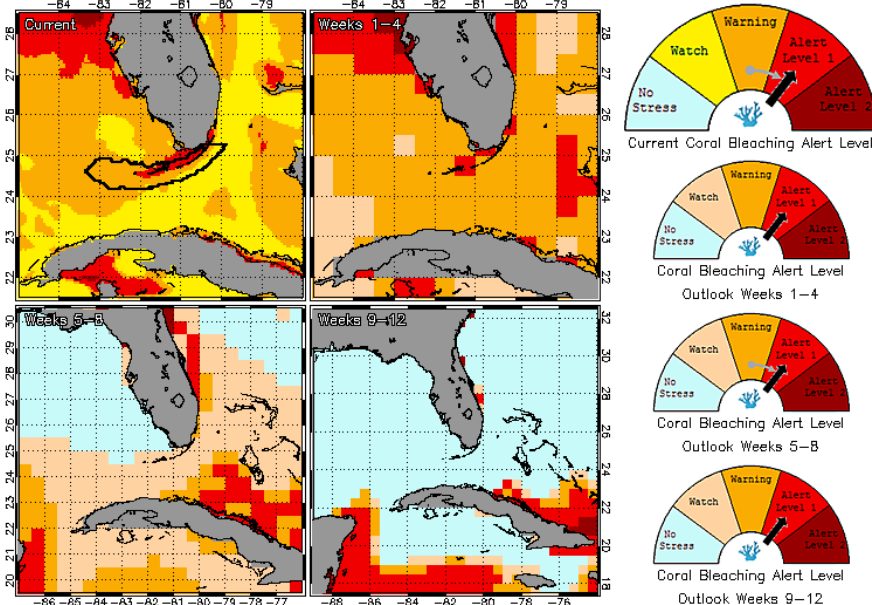 −84 −83 −82 −81 −80 −79
−84 −83 −82 −81 −80 −79
Current
Weeks 1−4
28
27
26
25
24
23
22
28
27
26
25
24
23
22
Weeks 5−8
Weeks 9−12
30
29
28
27
26
25
24
23
22
21
20
32
30
28
26
24
22
20
18
−86 −85 −84 −83 −82 −81 −80 −79 −78 −77
−88 −86 −84 −82 −80 −78 −76
No Stress
Watch
Warning
Alert Level 1
Alert Level 2
Current Coral Bleaching Alert Level
No Stress
Watch
Warning
Alert Level 1
Alert Level 2
Coral Bleaching Alert Level
Outlook Weeks 1−4
No Stress
Watch
Warning
Alert Level 1
Alert Level 2
Coral Bleaching Alert Level
Outlook Weeks 5−8
No Stress
Watch
Warning
Alert Level 1
Alert Level 2
Coral Bleaching Alert Level
Outlook Weeks 9−12